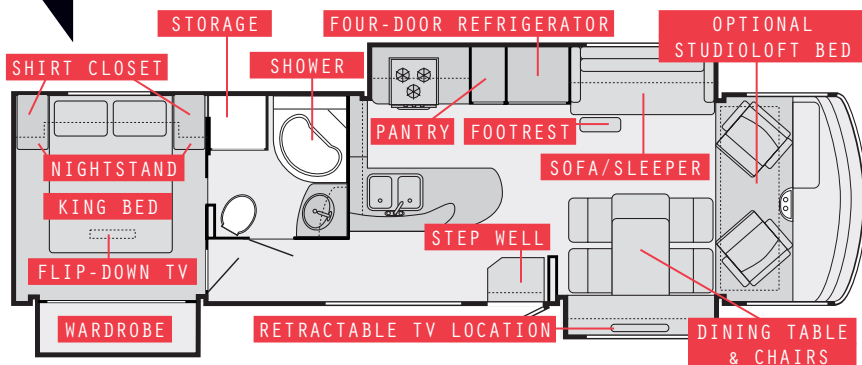 STORAGE
FOUR-DOOR REFRIGERATOR
OPTIONAL
STUDIOLOFT BED
SHIRT CLOSET
SHOWER
PANTRY
FOOTREST
NIGHTSTAND
SOFA/SLEEPER
KING BED
STEP WELL
FLIP-DOWN TV
WARDROBE
RETRACTABLE TV LOCATION
DINING TABLE
& CHAIRS